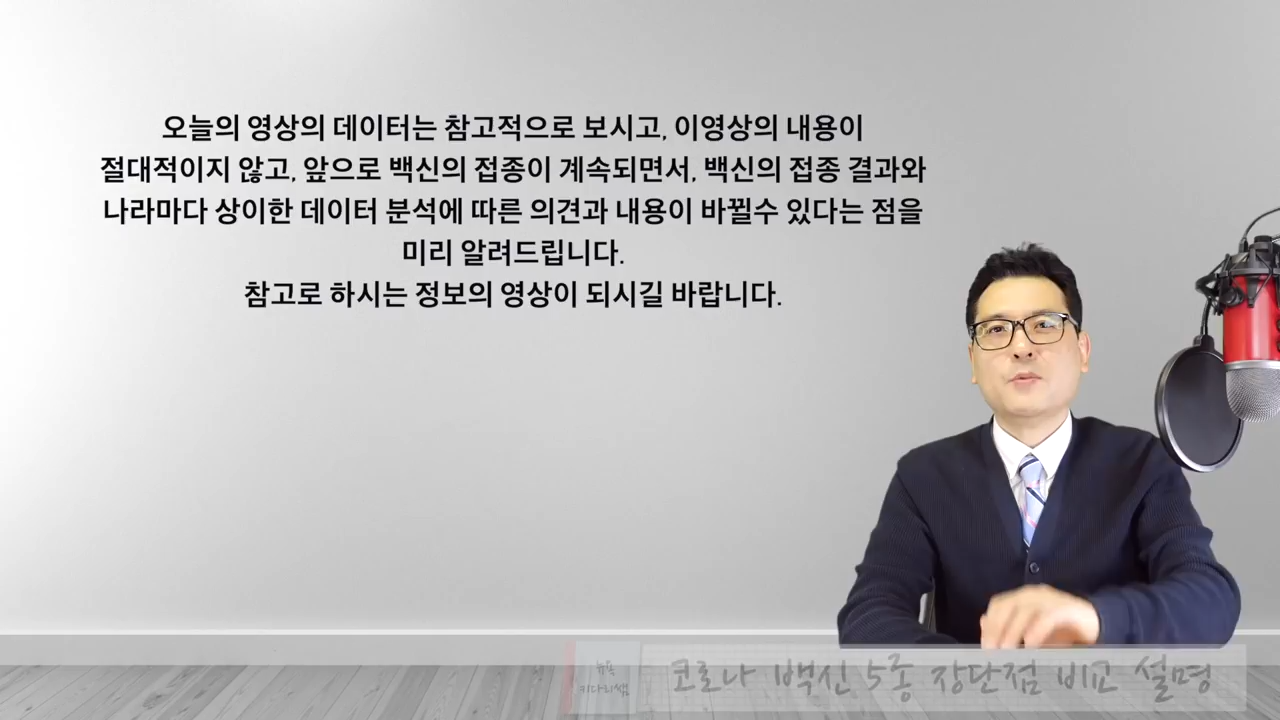 오늘의 영상의 데이터는 참고적으로 보시고, 이영상의 내용이
절대적이지 않고, 앞으로 백신의 접종이 계속되면서, 백신의 접종 결과와
나라마다 상이한 데이터 분석에 따른 의견과 내용이 바뀔수 있다는 점을
미리 알려드립니다.
참고로 하시는 정보의 영상이 되시길 바랍니다.
뉴욕
키다리쌤
코로나 백신 5종 장단점 비교 설명